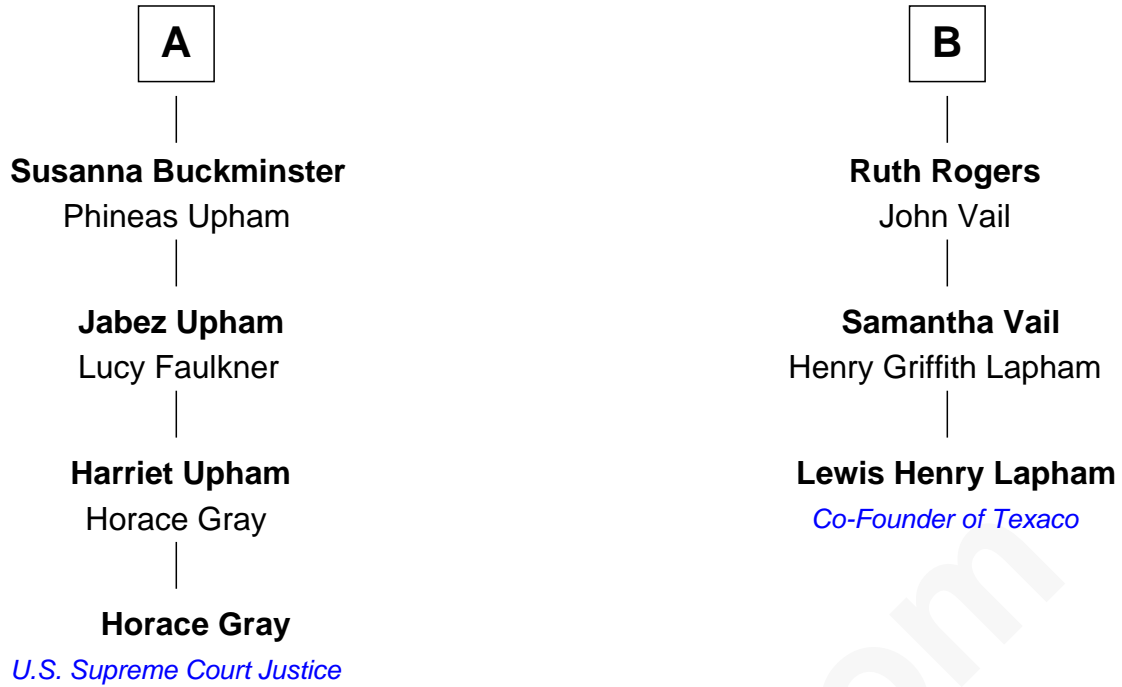 A
Susanna Buckminster
Phineas Upham
Jabez Upham
Lucy Faulkner
Harriet Upham
Horace Gray
Horace Gray
U.S. Supreme Court Justice
B
Ruth Rogers
John Vail
Samantha Vail
Henry Griffith Lapham
Lewis Henry Lapham
Co-Founder of Texaco
om